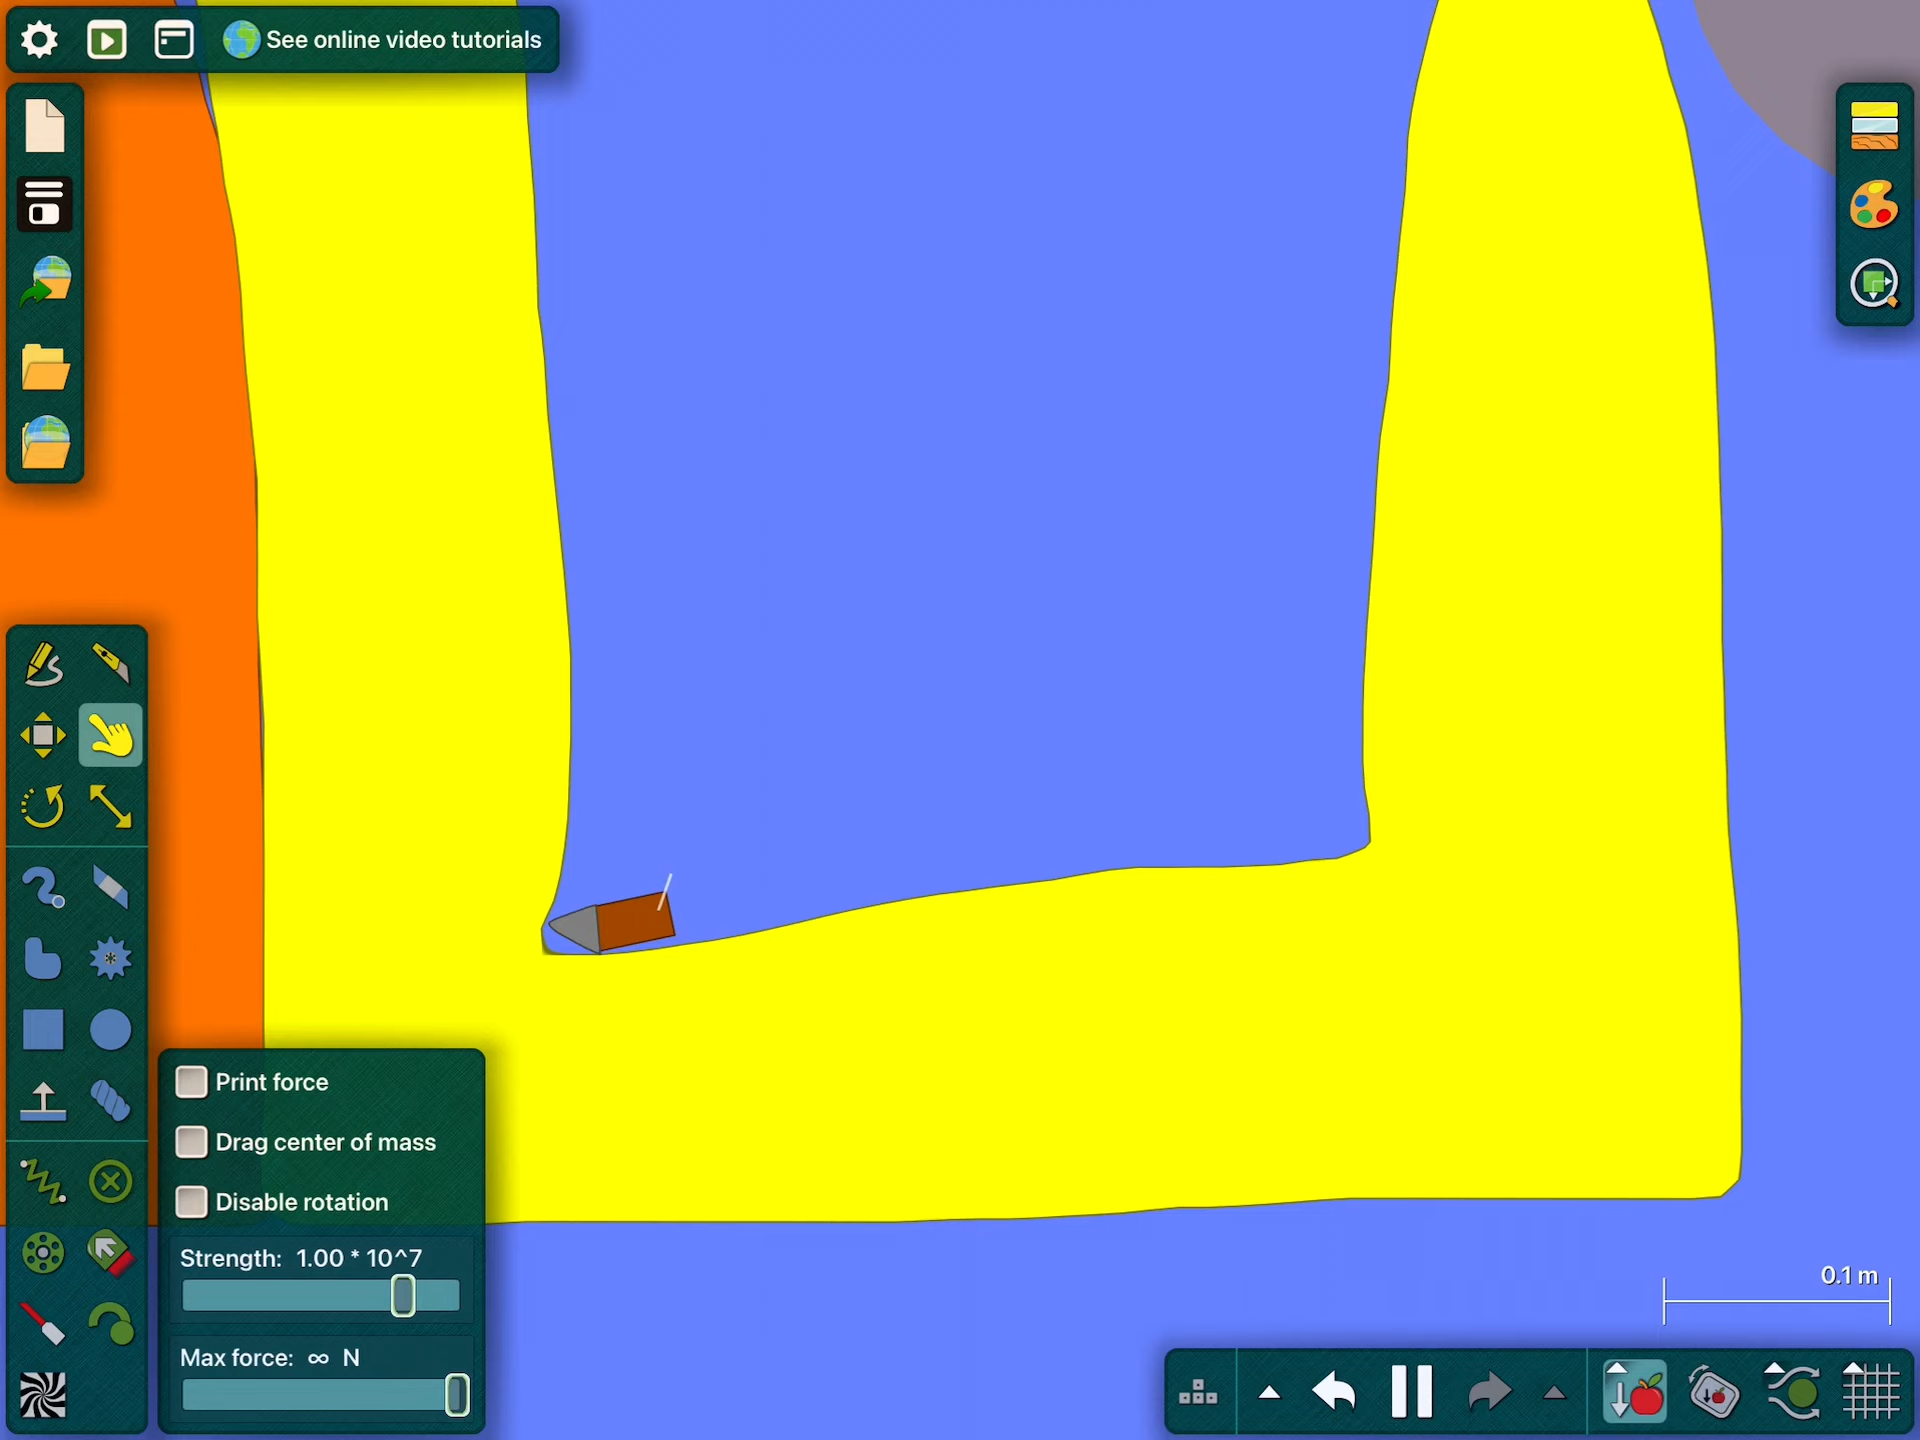 See online video tutorials
Print force
Drag center of mass
Disable rotation
Strength: 1.00 * 10^7
Max force: ∞ N
0.1 m